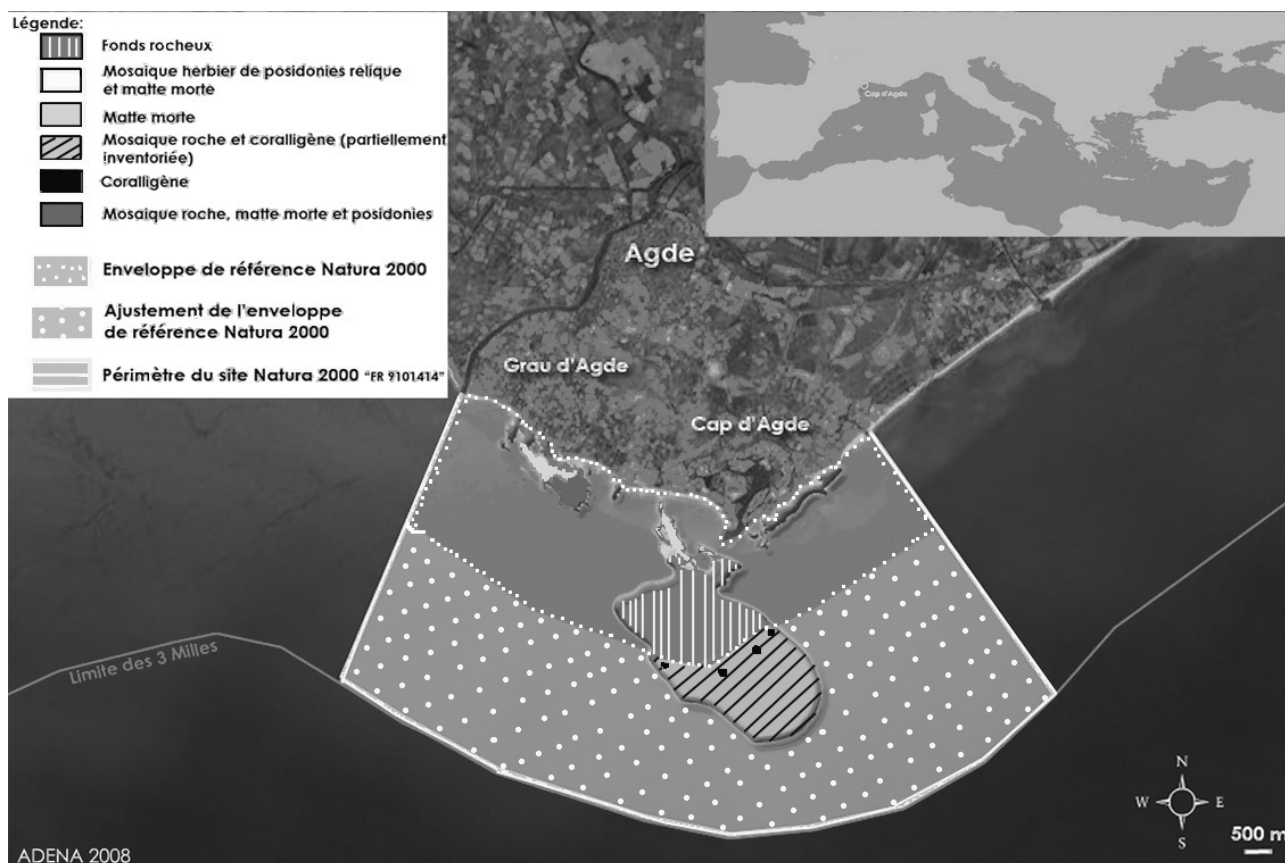 Légende:
Fonds rocheux
Mosaique herbier de posidonies relique
et matte morte
Matte morte
Mosaique roche et coralligène (partiellement
inventoriée)
Coralligène
Mosaique roche, matte morte et posidonies
Enveloppe de référence Natura 2000
Ajustement de l'enveloppe
de référence Natura 2000
Périmètre du site Natura 2000 "FR 9101414"
Cap d'Agde
Agde
Grau d'Agde
Cap d'Agde
Limite des 3 Milles
N
W
E
S
500 m
ADENA 2008